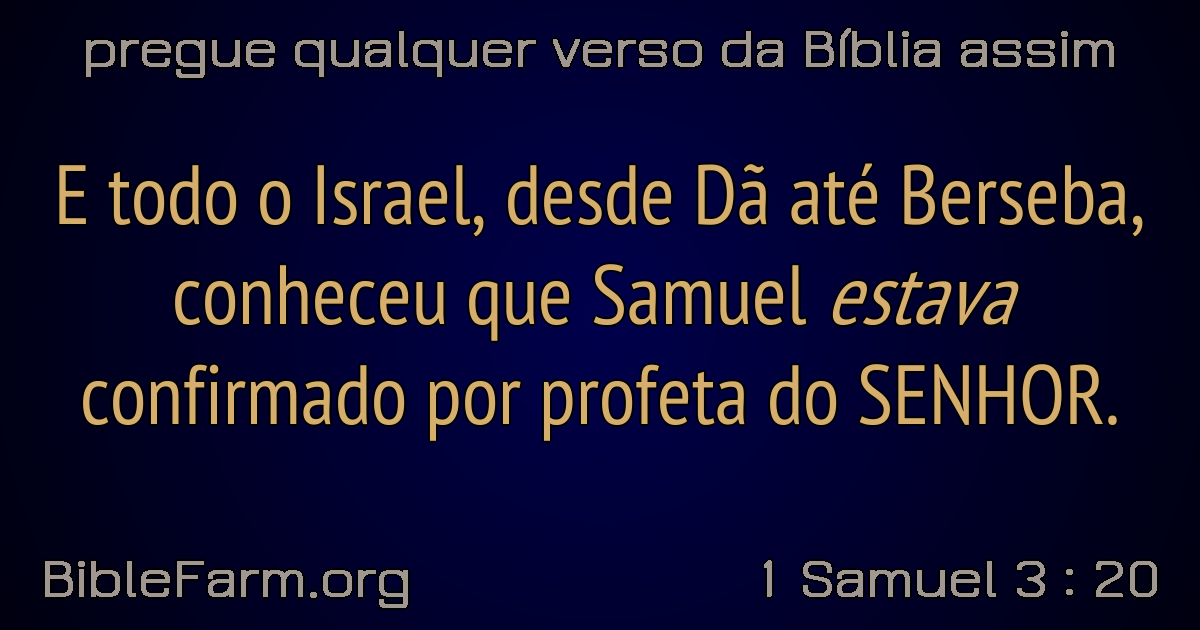 pregue qualquer verso da Bíblia assim
E todo o Israel, desde Dã até Berseba,
conheceu que Samuel estava
confirmado por profeta do SENHOR.
BibleFarm.org
1 Samuel 3 : 20